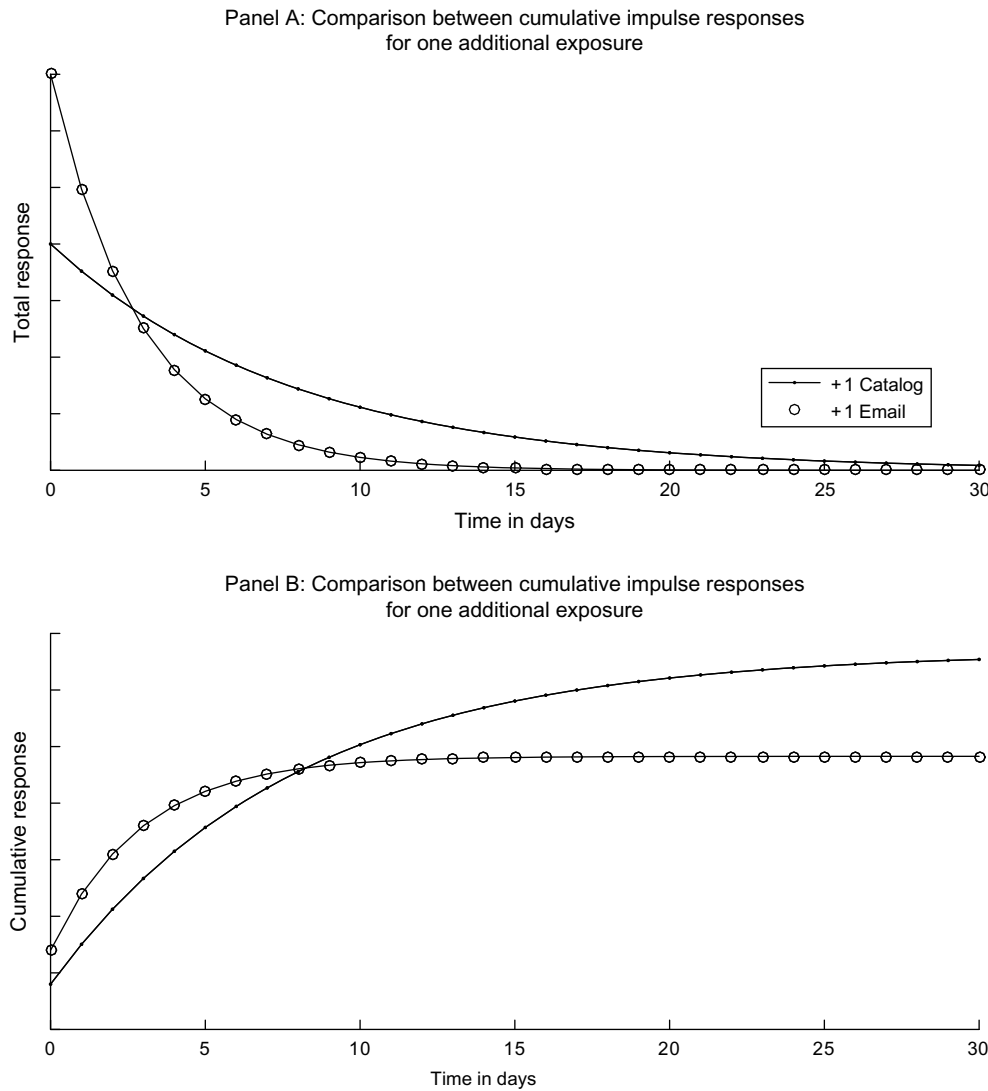 Panel A: Comparison between cumulative impulse responses
for one additional exposure
Total response
+1 Catalog
+1 Email
0 5 10 15 20 25 30
Time in days
Panel B: Comparison between cumulative impulse responses
for one additional exposure
Cumulative response
0 5 10 15 20 25 30
Time in days